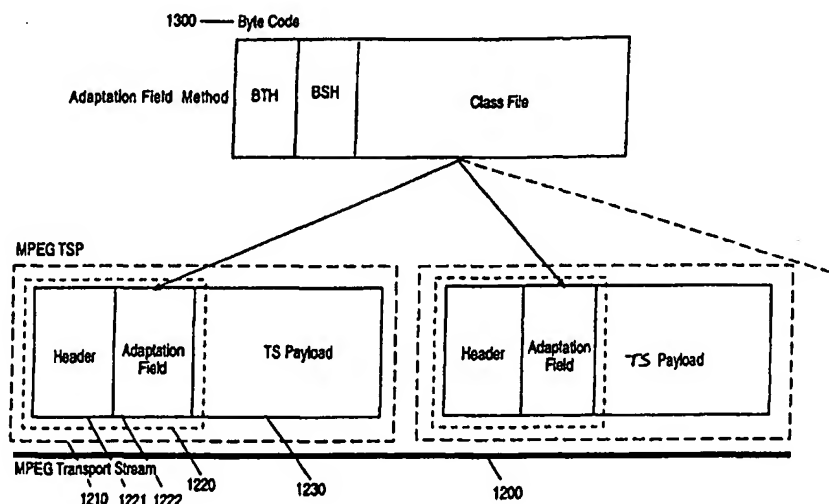 1300 Byte Code
Adaptation Field Method
BTH
BSH
Class File
MPEG TSP
Header
Adaptation
Field
TS Payload
Header
Adaptation
Field
TS Payload
MPEG Transport Stream
1210
1221
1222
1220
1230
1200